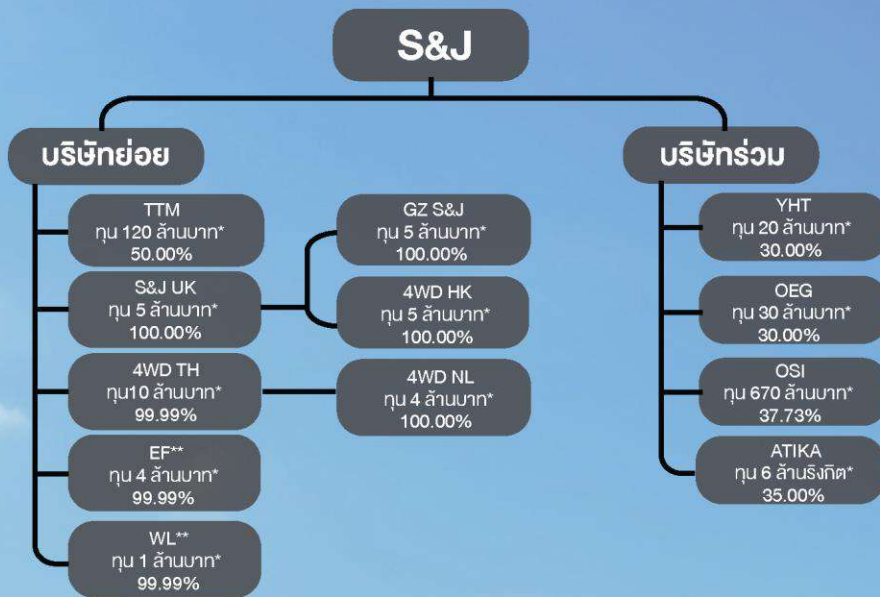 S&J
บริษัทย่อย
TTM
ทุน 120 ล้านบาท*
50.00%
S&J UK
ทุน 5 ล้านบาท*
100.00%
GZ S&J
ทุน 5 ล้านบาท*
100.00%
4WD HK
ทุน 5 ล้านบาท*
100.00%
4WD TH
ทุน10 ล้านบาท*
99.99%
4WD NL
ทุน 4 ล้านบาท*
100.00%
EF**
ทุน 4 ล้านบาท*
99.99%
WL**
ทุน 1 ล้านบาท*
99.99%
บริษัทร่วม
YHT
ทุน 20 ล้านบาท*
30.00%
OEG
ทุน 30 ล้านบาท*
30.00%
OSI
ทุน 670 ล้านบาท*
37.73%
ATIKA
ทุน 6 ล้านริงกิต*
35.00%